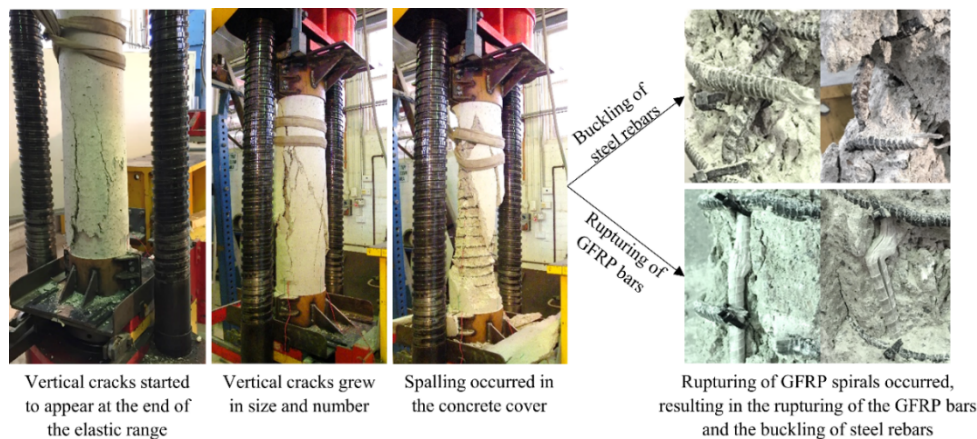 Buckling of
steel rebars
Rupturing of
GFRP bars
Vertical cracks started
to appear at the end of
the elastic range
Vertical cracks grew
in size and number
Spalling occurred in
the concrete cover
Rupturing of GFRP spirals occurred,
resulting in the rupturing of the GFRP bars
and the buckling of steel rebars